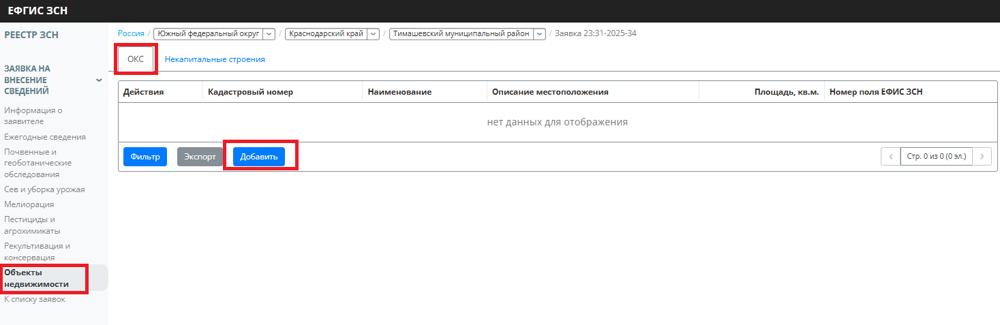 ЕФГИС ЗСН
РЕЕСТР ЗСН
Россия / Южный федеральный округ / Краснодарский край / Тимашевский муниципальный район / Заявка 23:31-2025-34
ОКС
Некапитальные строения
ЗАЯВКА НА
ВНЕСЕНИЕ
СВЕДЕНИЙ
Информация о
заявителе
Ежегодные сведения
Почвенные и
геоботанические
обследования
Сев и уборка урожая
Мелиорация
Пестициды и
агрохимикаты
Рекультивация и
консервация
Объекты
недвижимости
К списку заявок
Действия Кадастровый номер Наименование Описание местоположения Площадь, кв.м. Номер поля ЕФИС ЗСН
нет данных для отображения
Фильтр Экспорт Добавить
Стр. 0 из 0 (0 эл.)